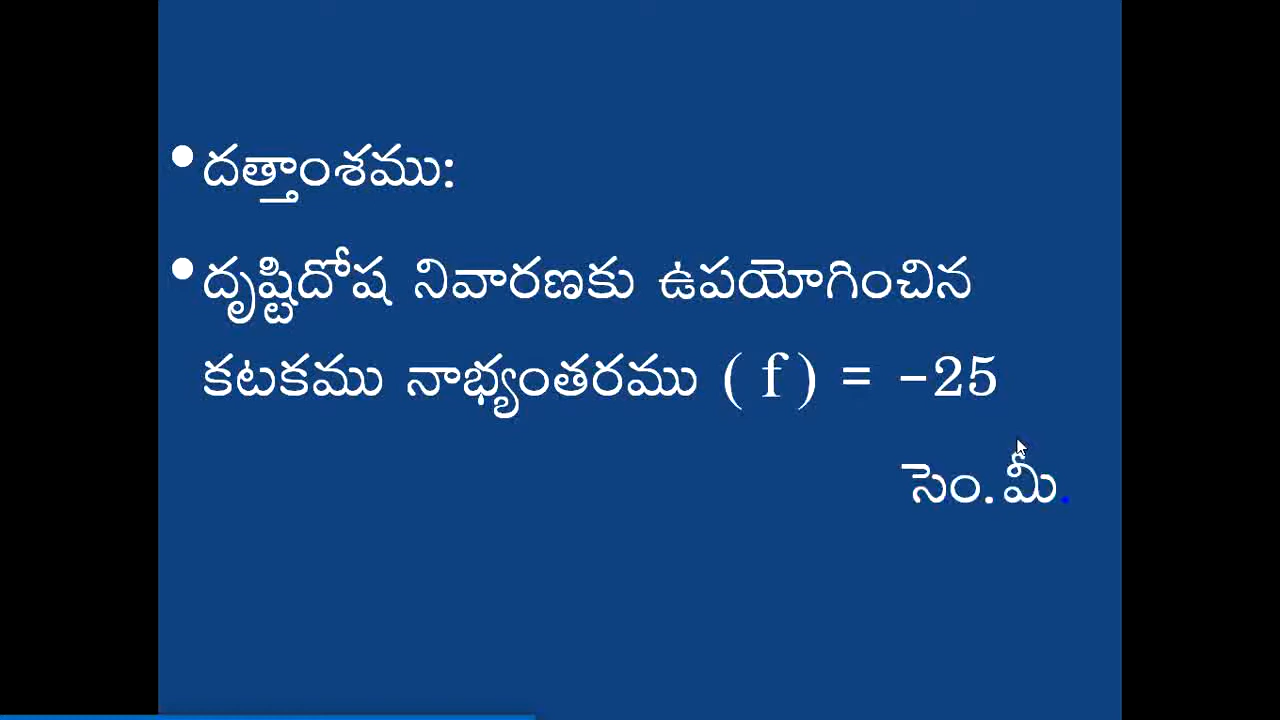 • దత్తాంశము:
• దృష్టిదోష నివారణకు ఉపయోగించిన
కటకము నాభ్యంతరము ( f ) = -25
సెం.మీ.